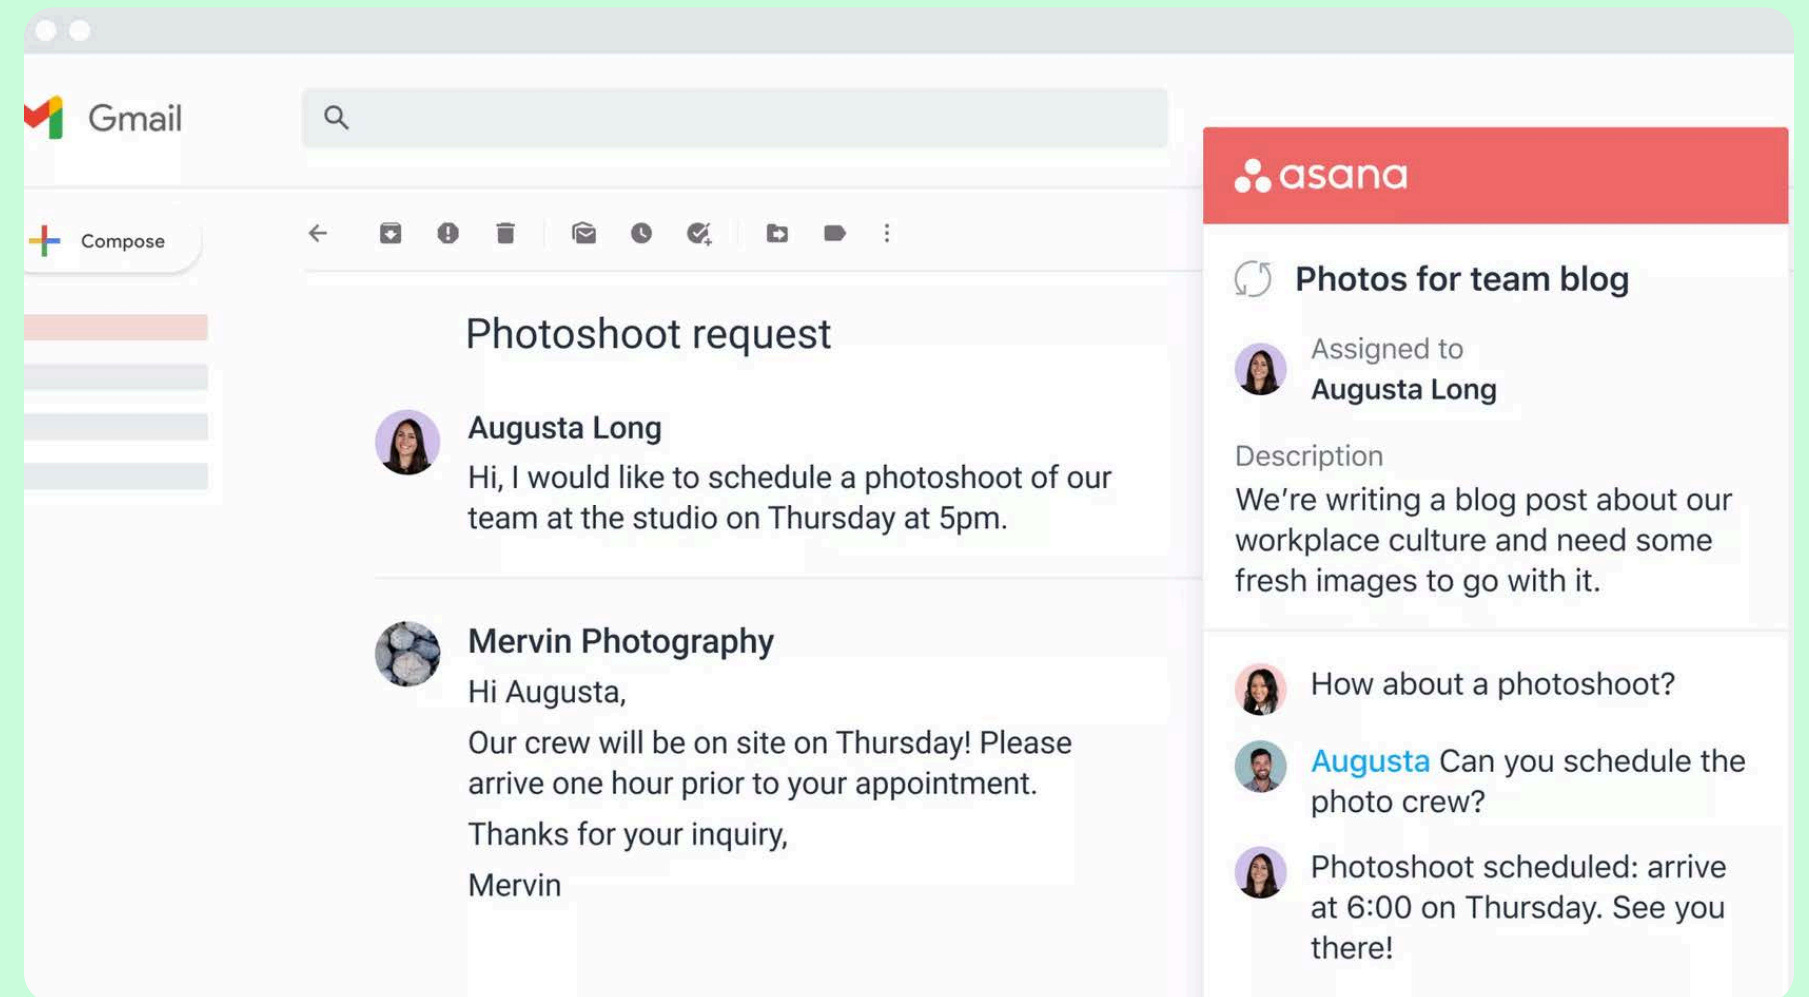 Gmail
Compose
Photoshoot request
Augusta Long
Hi, I would like to schedule a photoshoot of our
team at the studio on Thursday at 5pm.
Mervin Photography
Hi Augusta,
Our crew will be on site on Thursday! Please
arrive one hour prior to your appointment.
Thanks for your inquiry,
Mervin
asana
Photos for team blog
Assigned to
Augusta Long
Description
We’re writing a blog post about our
workplace culture and need some
fresh images to go with it.
How about a photoshoot?
Augusta Can you schedule the
photo crew?
Photoshoot scheduled: arrive
at 6:00 on Thursday. See you
there!